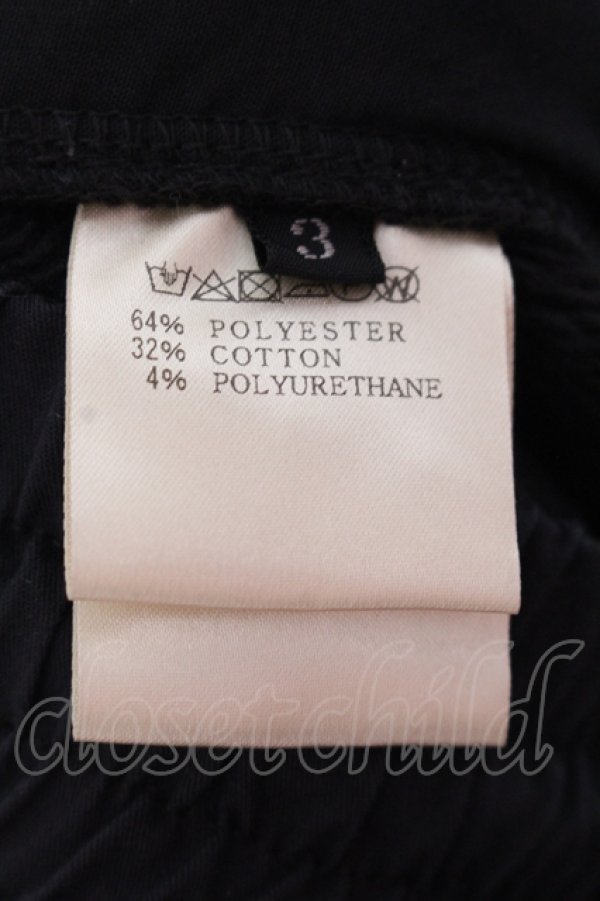 3
64% POLYESTER
32% COTTON
4% POLYURETHANE
closetchild